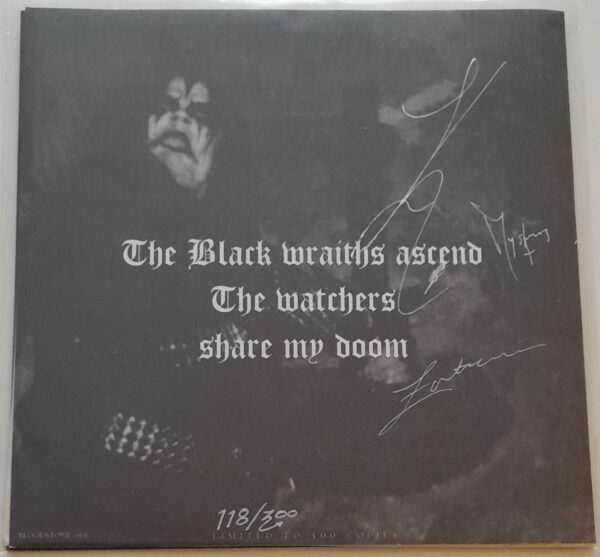 The Black wraiths ascend
The watchers
share my doom
118/300
LIMITED TO 300 COPIES